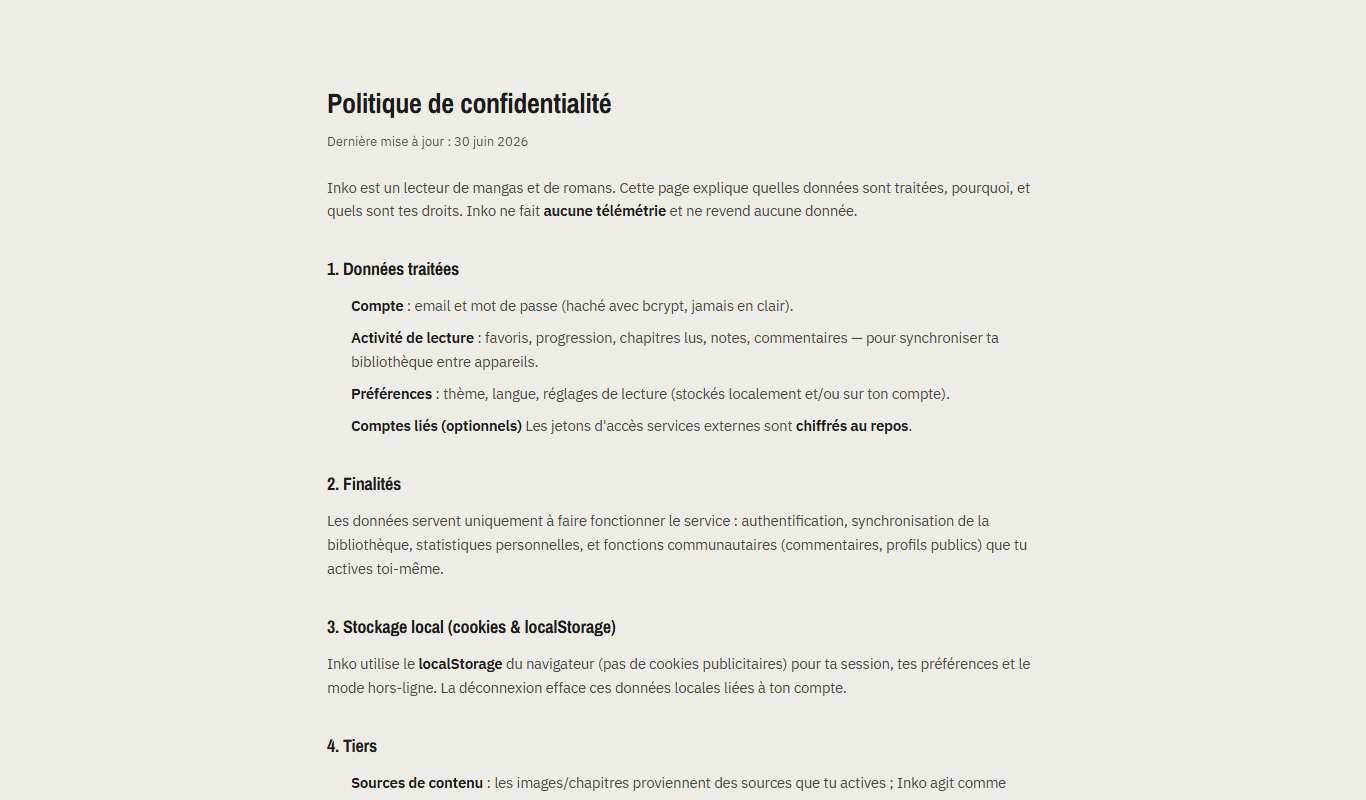 Politique de confidentialité
Dernière mise à jour : 30 juin 2026
Inko est un lecteur de mangas et de romans. Cette page explique quelles données sont traitées, pourquoi, et
quels sont tes droits. Inko ne fait aucune télémétrie et ne revend aucune donnée.
1. Données traitées
Compte : email et mot de passe (haché avec bcrypt, jamais en clair).
Activité de lecture : favoris, progression, chapitres lus, notes, commentaires — pour synchroniser ta
bibliothèque entre appareils.
Préférences : thème, langue, réglages de lecture (stockés localement et/ou sur ton compte).
Comptes liés (optionnels) Les jetons d'accès services externes sont chiffrés au repos.
2. Finalités
Les données servent uniquement à faire fonctionner le service : authentification, synchronisation de la
bibliothèque, statistiques personnelles, et fonctions communautaires (commentaires, profils publics) que tu
actives toi-même.
3. Stockage local (cookies & localStorage)
Inko utilise le localStorage du navigateur (pas de cookies publicitaires) pour ta session, tes préférences et le
mode hors-ligne. La déconnexion efface ces données locales liées à ton compte.
4. Tiers
Sources de contenu : les images/chapitres proviennent des sources que tu actives ; Inko agit comme